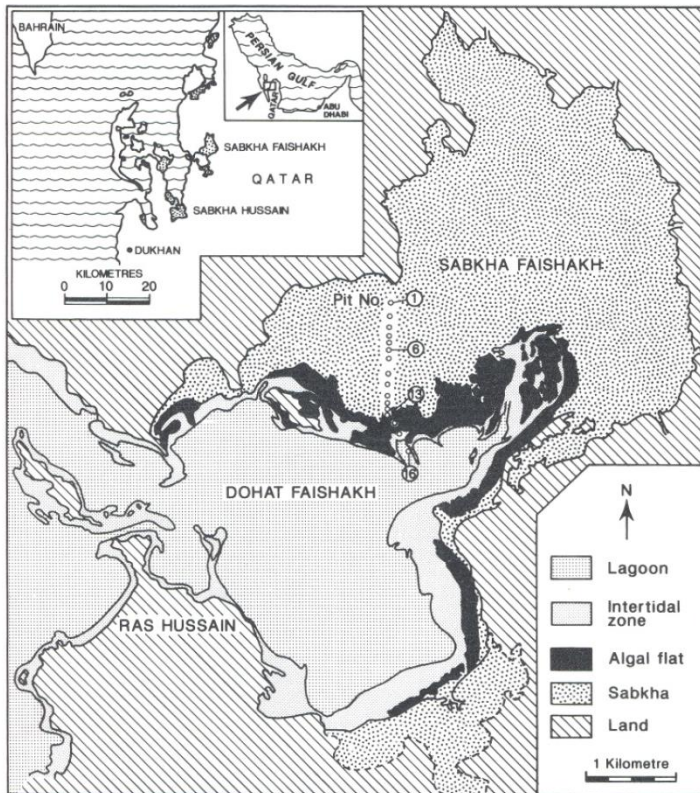 BAHRAIN
PERSIAN GULF
QATAR
ABU
DHABI
SABKHA FAISHAKH
QATAR
SABKHA HUSSAIN
DUKHAN
KILOMETRES
0 10 20
SABKHA FAISHAKH
Pit No.
1
6
13
16
DOHAT FAISHAKH
RAS HUSSAIN
N
Lagoon
Intertidal
zone
Algal flat
Sabkha
Land
1 Kilometre